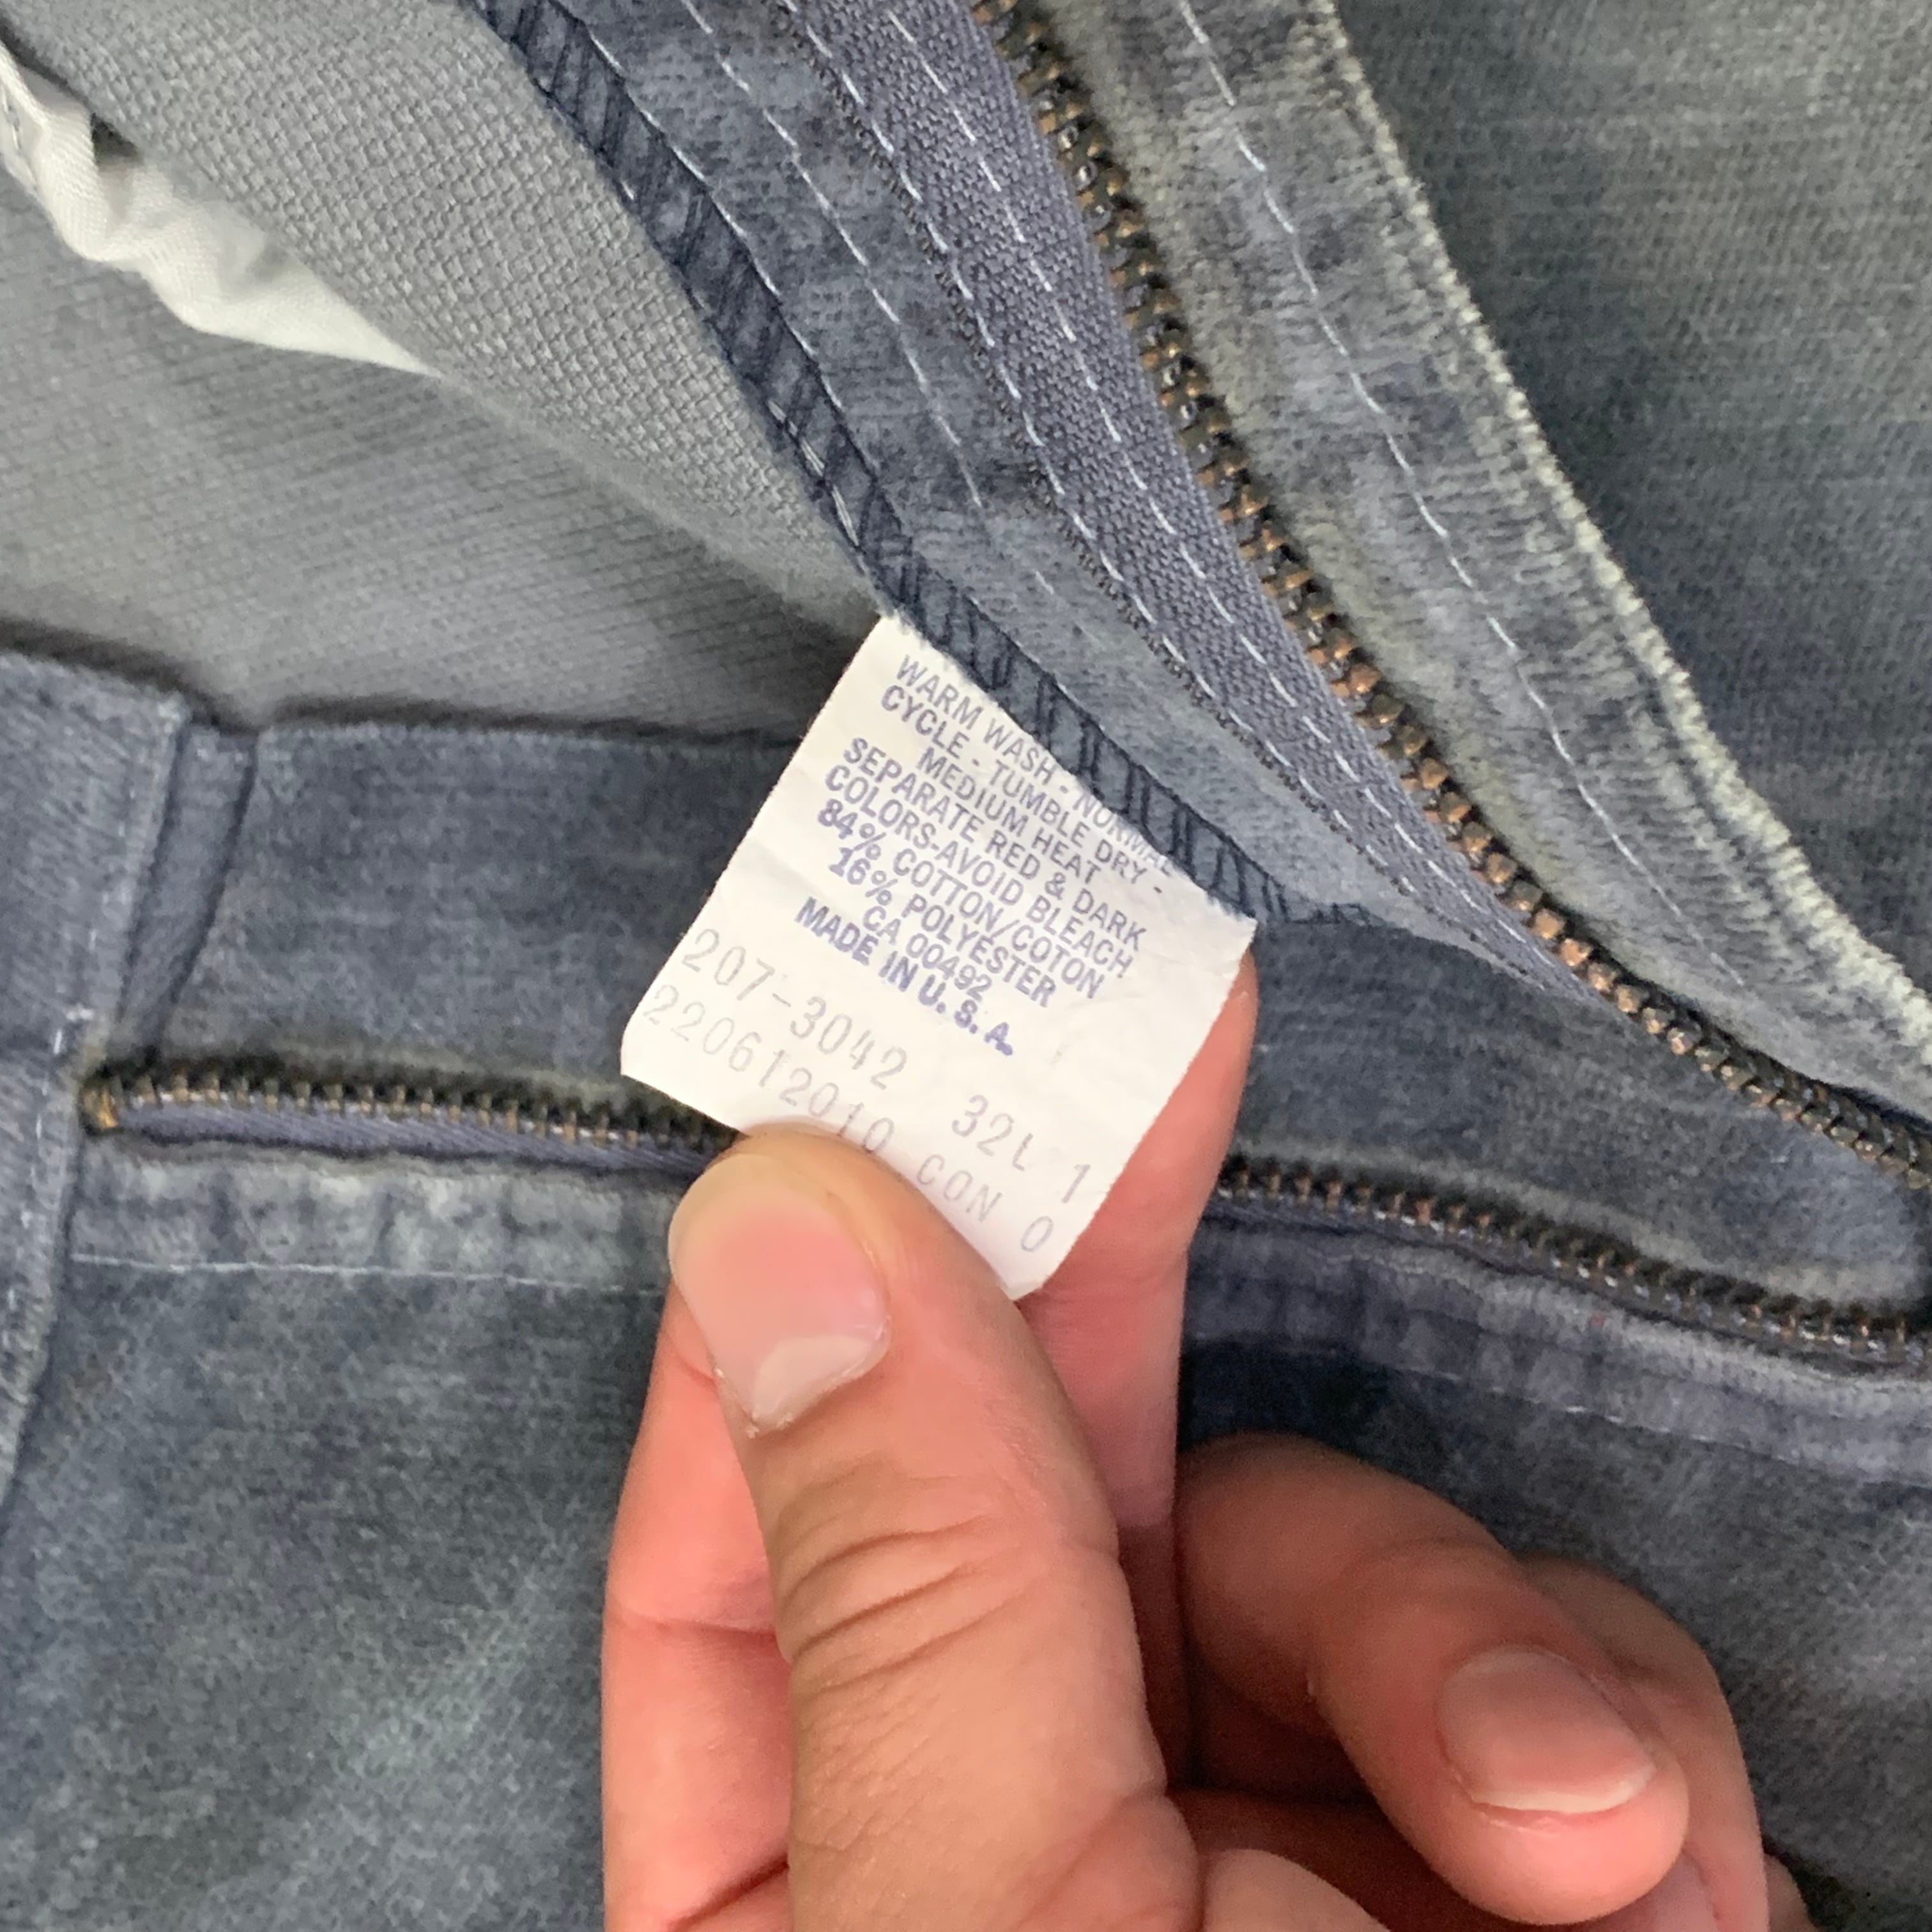 WARM WASH - NORMAL
CYCLE - TUMBLE DRY -
MEDIUM HEAT
SEPARATE RED & DARK
COLORS-AVOID BLEACH
84% COTTON/COTON
16% POLYESTER
CA 00492
MADE IN U. S. A.
207-3042 32L 1
220612010 CON 0